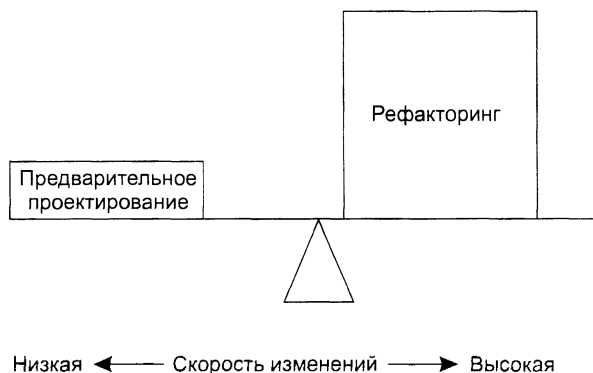 Рефакторинг
Предварительное
проектирование
Низкая Скорость изменений Высокая